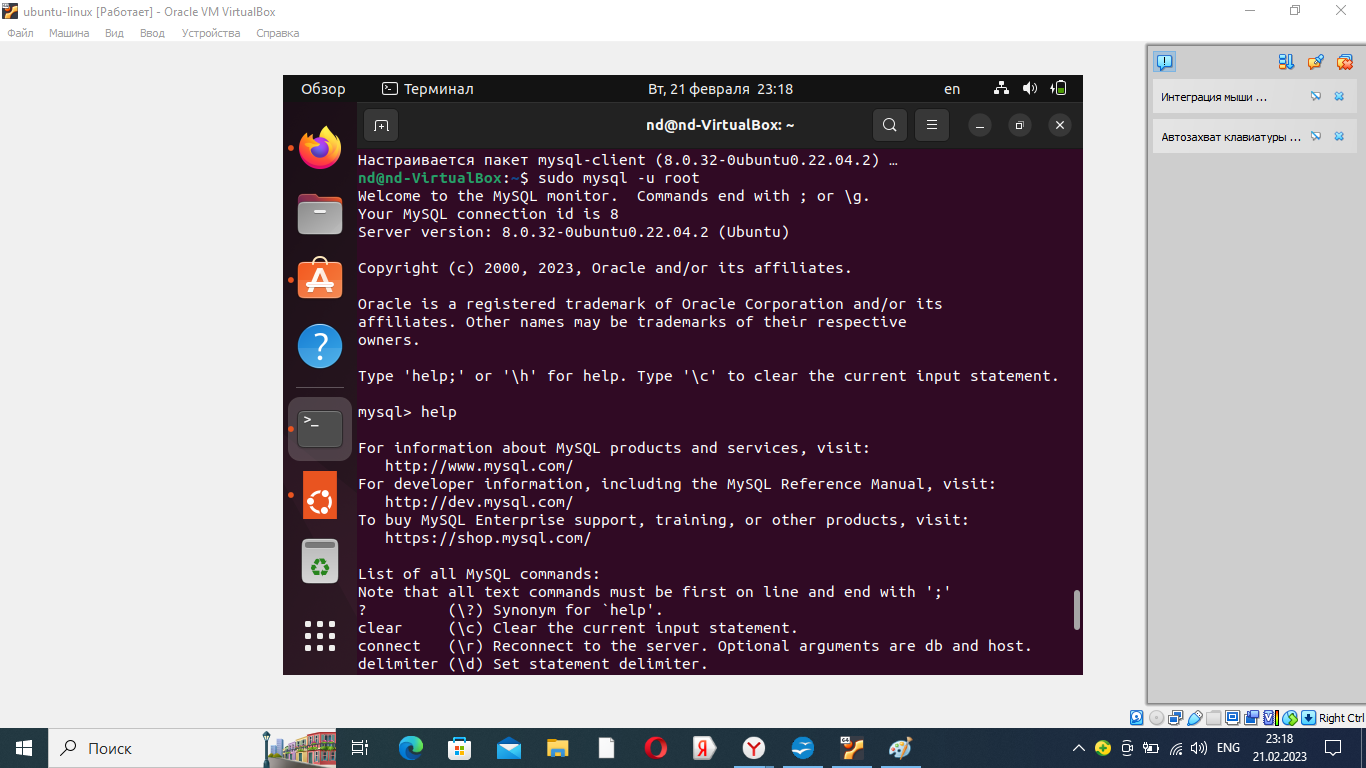 ubuntu-linux [Работает] - Oracle VM VirtualBox
Файл Машина Вид Ввод Устройства Справка
Обзор Терминал Вт, 21 февраля 23:18 en
nd@nd-VirtualBox: ~
Настраивается пакет mysql-client (8.0.32-0ubuntu0.22.04.2) …
nd@nd-VirtualBox:~$ sudo mysql -u root
Welcome to the MySQL monitor.  Commands end with ; or \g.
Your MySQL connection id is 8
Server version: 8.0.32-0ubuntu0.22.04.2 (Ubuntu)
Copyright (c) 2000, 2023, Oracle and/or its affiliates.
Oracle is a registered trademark of Oracle Corporation and/or its
affiliates. Other names may be trademarks of their respective
owners.
Type 'help;' or '\h' for help. Type '\c' to clear the current input statement.
mysql> help
For information about MySQL products and services, visit:
   http://www.mysql.com/
For developer information, including the MySQL Reference Manual, visit:
   http://dev.mysql.com/
To buy MySQL Enterprise support, training, or other products, visit:
   https://shop.mysql.com/
List of all MySQL commands:
Note that all text commands must be first on line and end with ';'
?         (\?) Synonym for `help'.
clear     (\c) Clear the current input statement.
connect   (\r) Reconnect to the server. Optional arguments are db and host.
delimiter (\d) Set statement delimiter.
Интеграция мыши ...
Автозахват клавиатуры ...
Right Ctrl
Поиск
ENG
23:18
21.02.2023